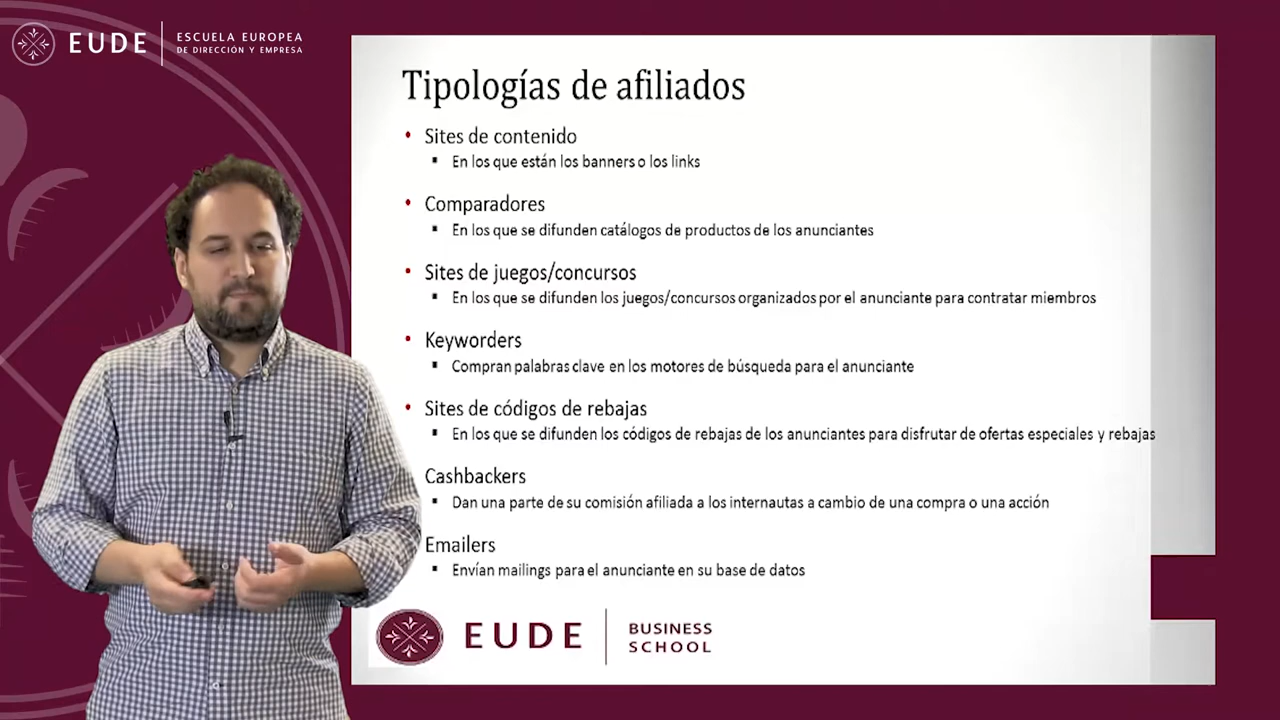 EUDE
ESCUELA EUROPEA
DE DIRECCIÓN Y EMPRESA
Tipologías de afiliados
• Sites de contenido
▪ En los que están los banners o los links
• Comparadores
▪ En los que se difunden catálogos de productos de los anunciantes
• Sites de juegos/concursos
▪ En los que se difunden los juegos/concursos organizados por el anunciante para contratar miembros
• Keyworders
▪ Compran palabras clave en los motores de búsqueda para el anunciante
• Sites de códigos de rebajas
▪ En los que se difunden los códigos de rebajas de los anunciantes para disfrutar de ofertas especiales y rebajas
Cashbackers
▪ Dan una parte de su comisión afiliada a los internautas a cambio de una compra o una acción
Emailers
▪ Envían mailings para el anunciante en su base de datos
EUDE
BUSINESS
SCHOOL